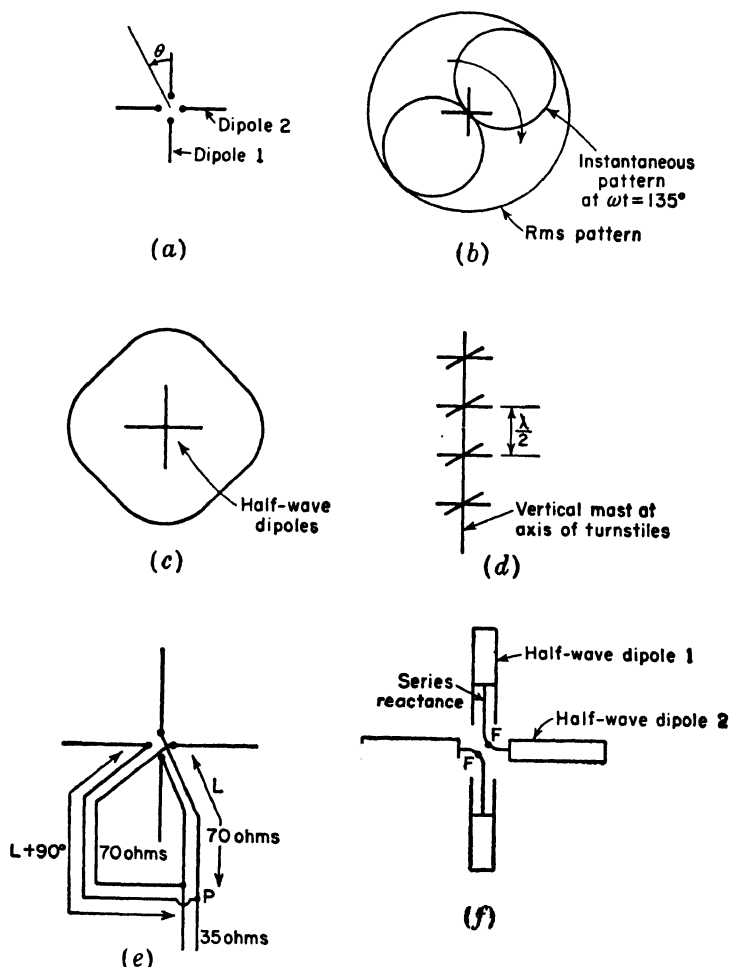 θ
Dipole 2
Dipole 1
(a)
Instantaneous
pattern
at ωt=135°
Rms pattern
(b)
Half-wave
dipoles
(c)
λ
2
Vertical mast at
axis of turnstiles
(d)
L
70 ohms
L+90°
70 ohms
P
35 ohms
(e)
Half-wave dipole 1
Series
reactance
Half-wave dipole 2
F
F
(f)